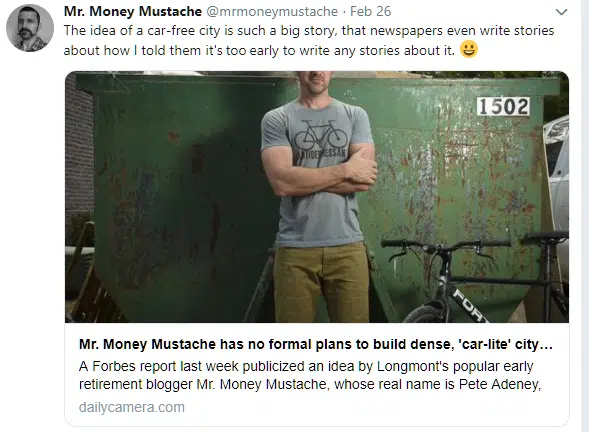 Mr. Money Mustache @mrmoneymustache · Feb 26
The idea of a car-free city is such a big story, that newspapers even write stories
about how I told them it's too early to write any stories about it. 😀
1502
ANTIDEPRESSAN
FOR
Mr. Money Mustache has no formal plans to build dense, 'car-lite' city…
A Forbes report last week publicized an idea by Longmont's popular early
retirement blogger Mr. Money Mustache, whose real name is Pete Adeney,
dailycamera.com